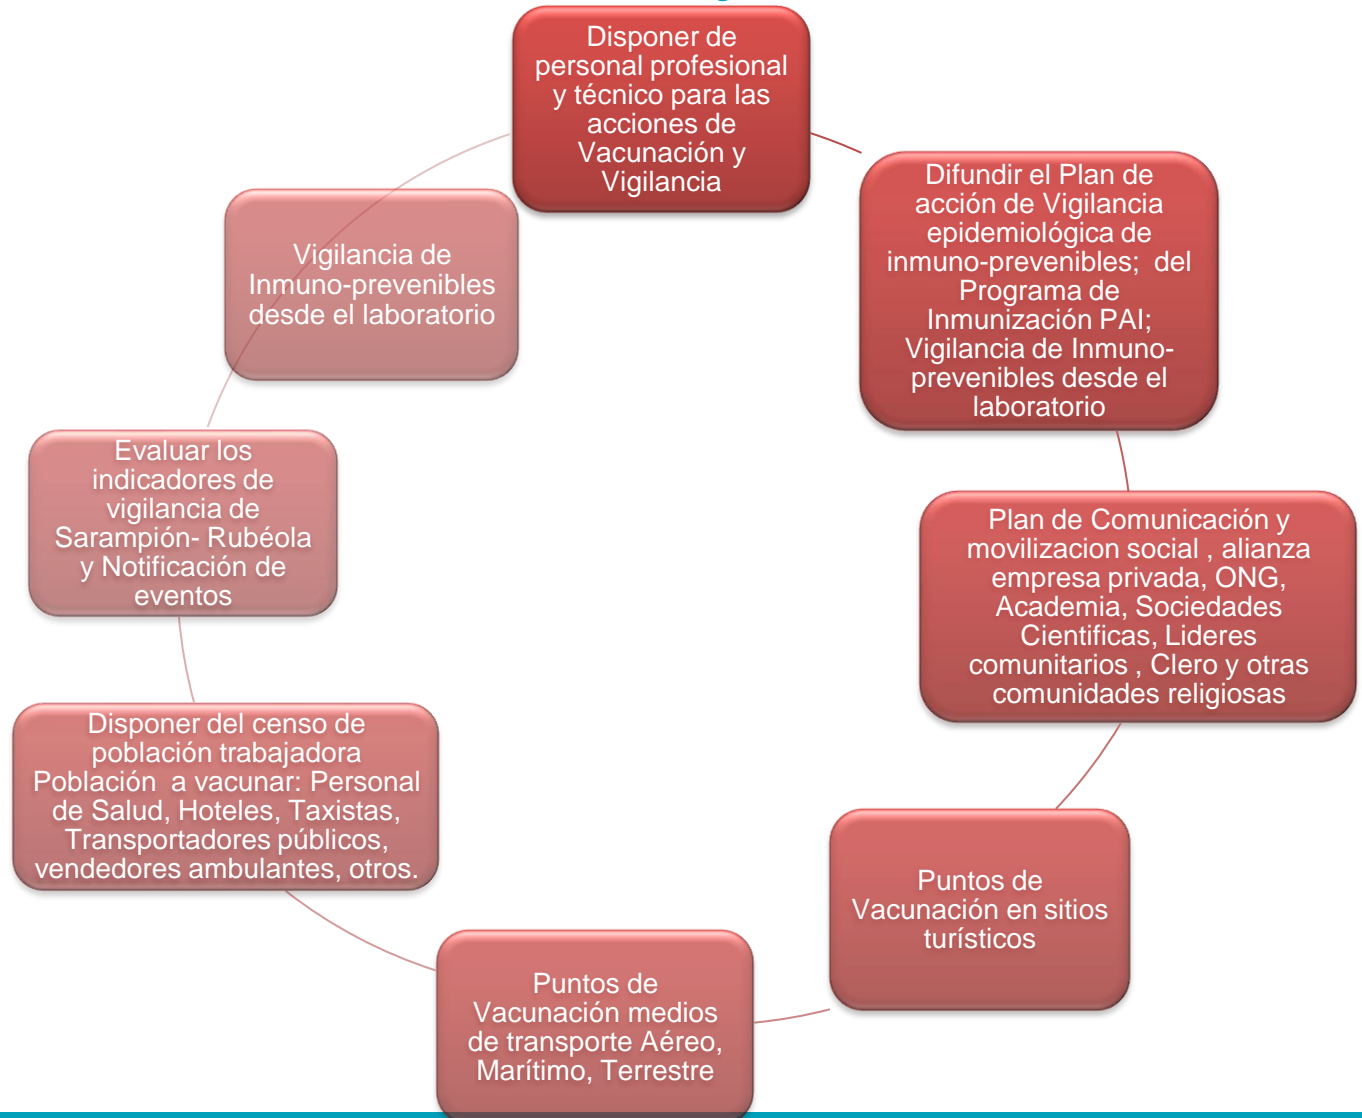 Disponer de
personal profesional
y técnico para las
acciones de
Vacunación y
Vigilancia
Difundir el Plan de
acción de Vigilancia
epidemiológica de
inmuno-prevenibles; del
Programa de
Inmunización PAI;
Vigilancia de Inmuno-
prevenibles desde el
laboratorio
Plan de Comunicación y
movilizacion social , alianza
empresa privada, ONG,
Academia, Sociedades
Cientificas, Lideres
comunitarios , Clero y otras
comunidades religiosas
Puntos de
Vacunación en sitios
turísticos
Puntos de
Vacunación medios
de transporte Aéreo,
Marítimo, Terrestre
Disponer del censo de
población trabajadora
Población a vacunar: Personal
de Salud, Hoteles, Taxistas,
Transportadores públicos,
vendedores ambulantes, otros.
Evaluar los
indicadores de
vigilancia de
Sarampión- Rubéola
y Notificación de
eventos
Vigilancia de
Inmuno-prevenibles
desde el laboratorio